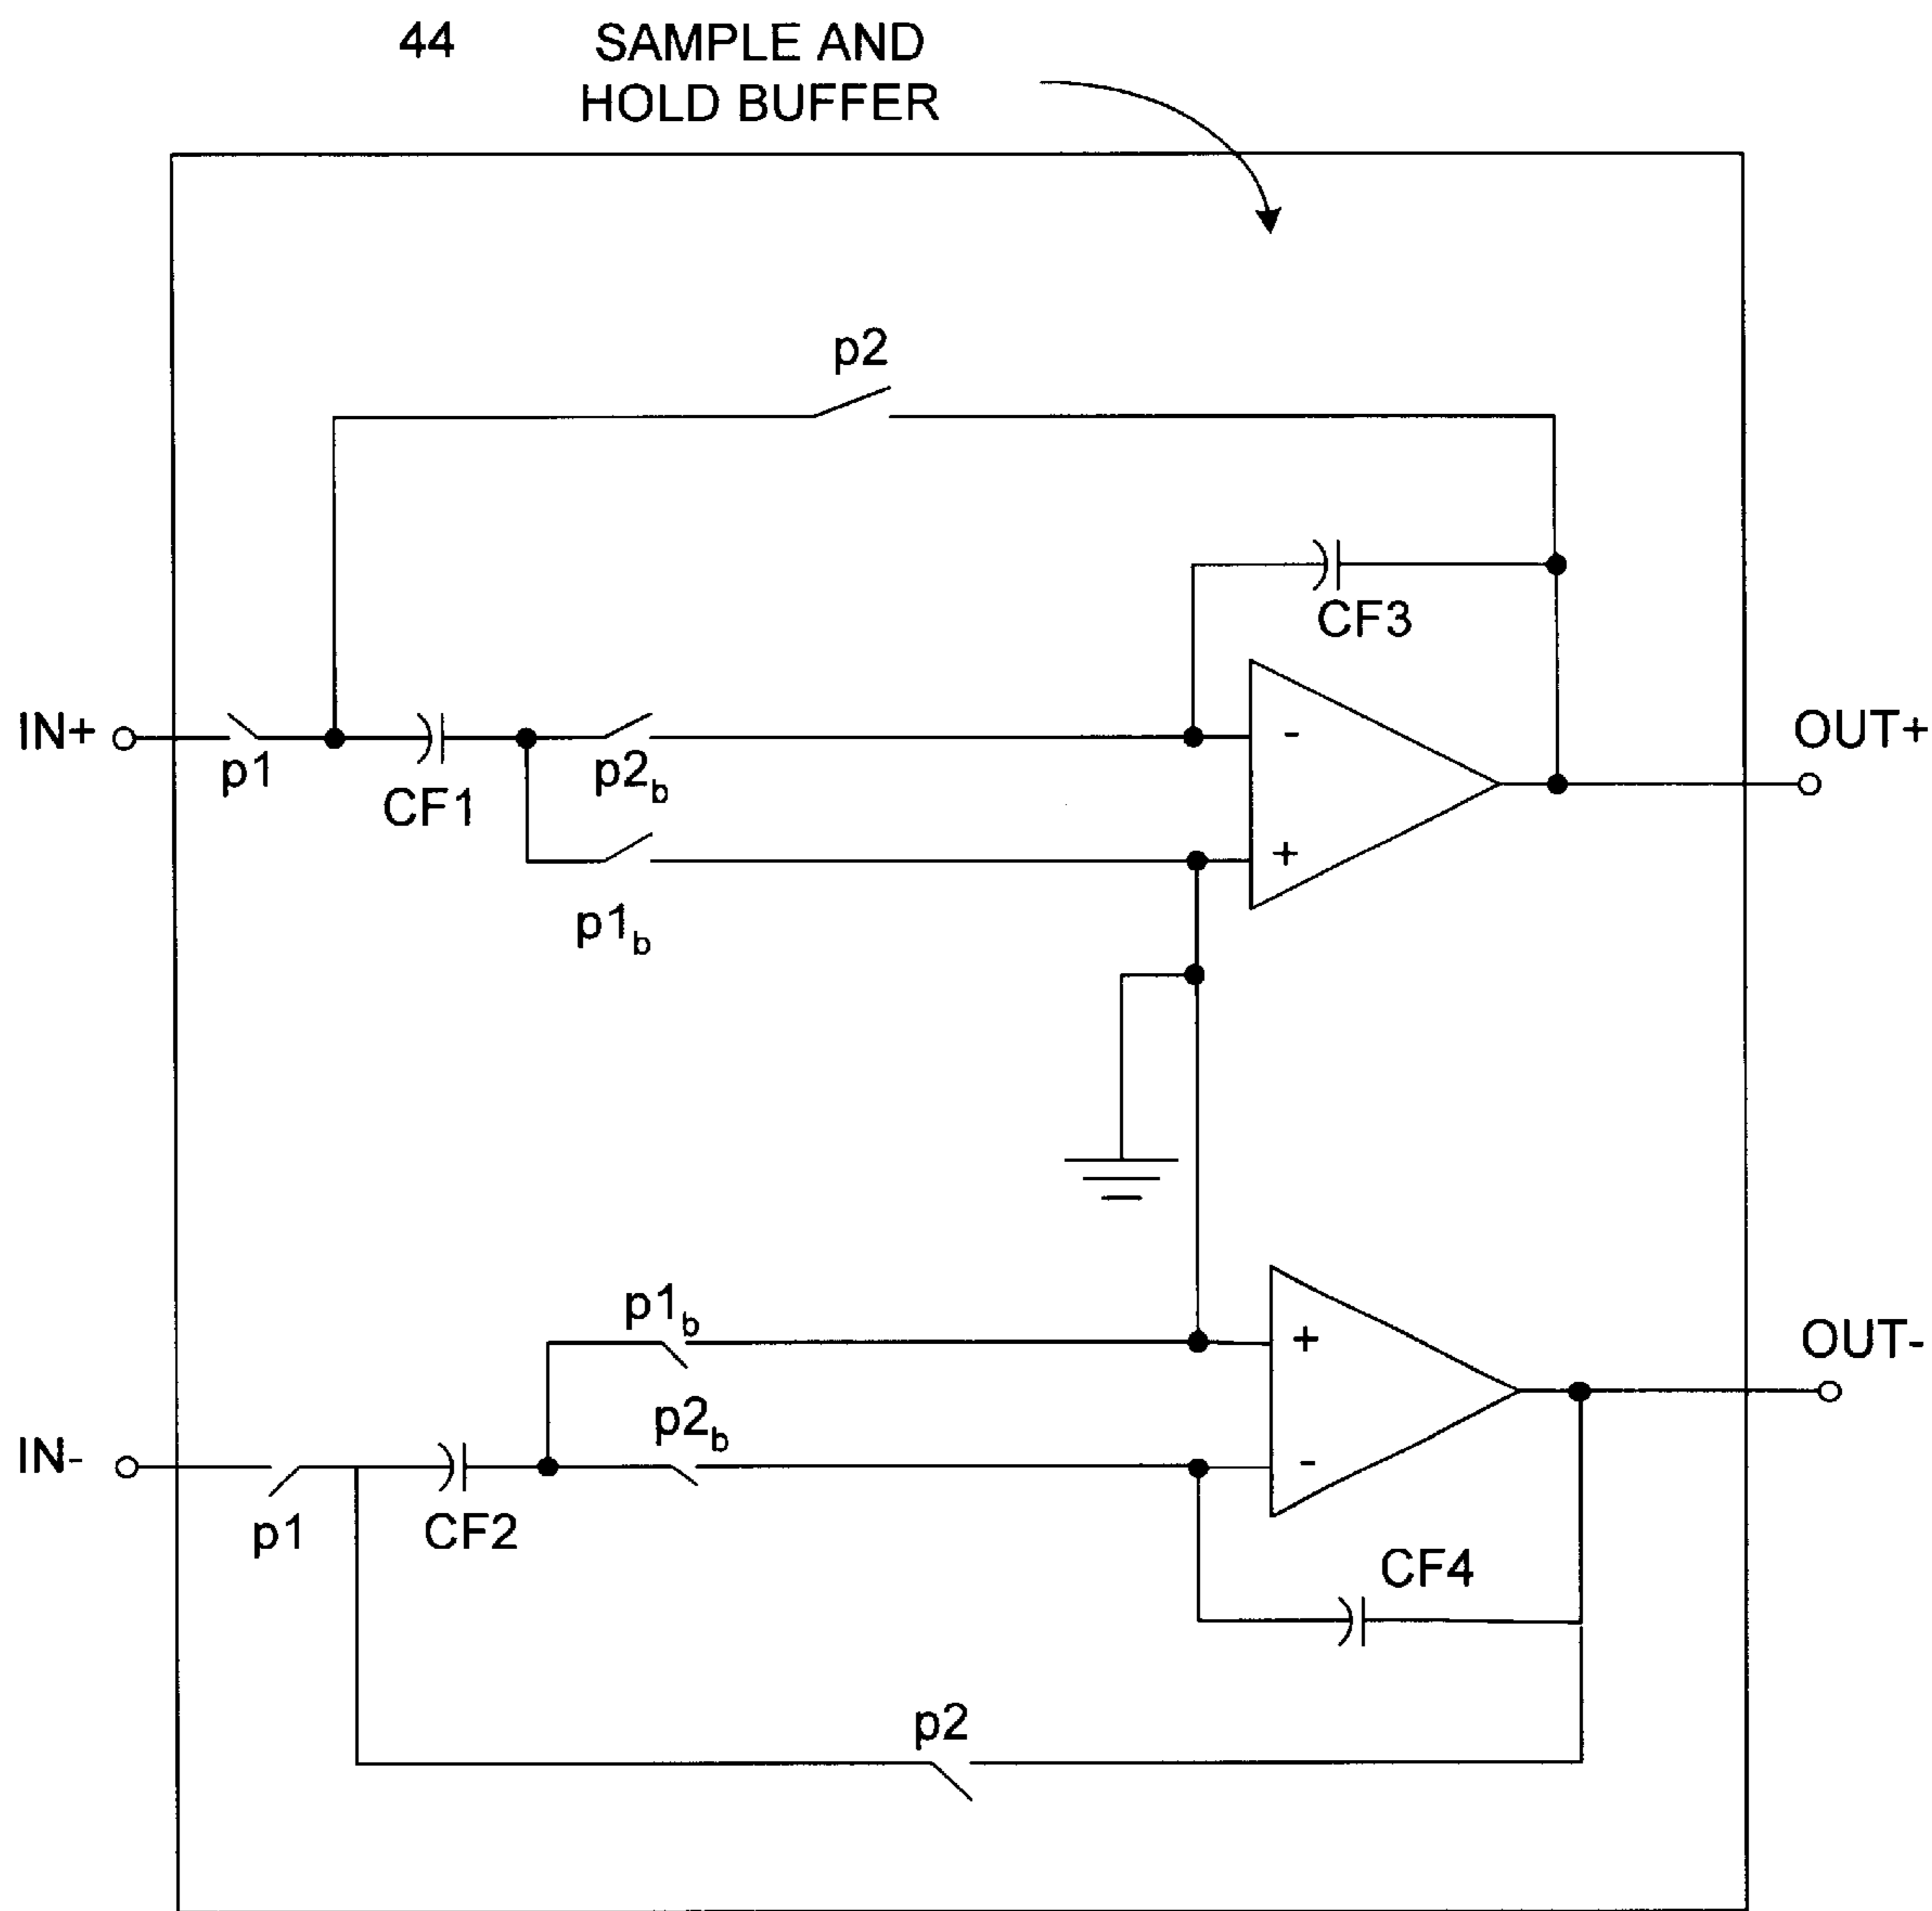 44
SAMPLE AND
HOLD BUFFER
p2
CF3
IN+
p1
CF1
p2b
-
OUT+
+
p1b
p1b
+
OUT-
p2b
IN-
-
p1
CF2
CF4
p2